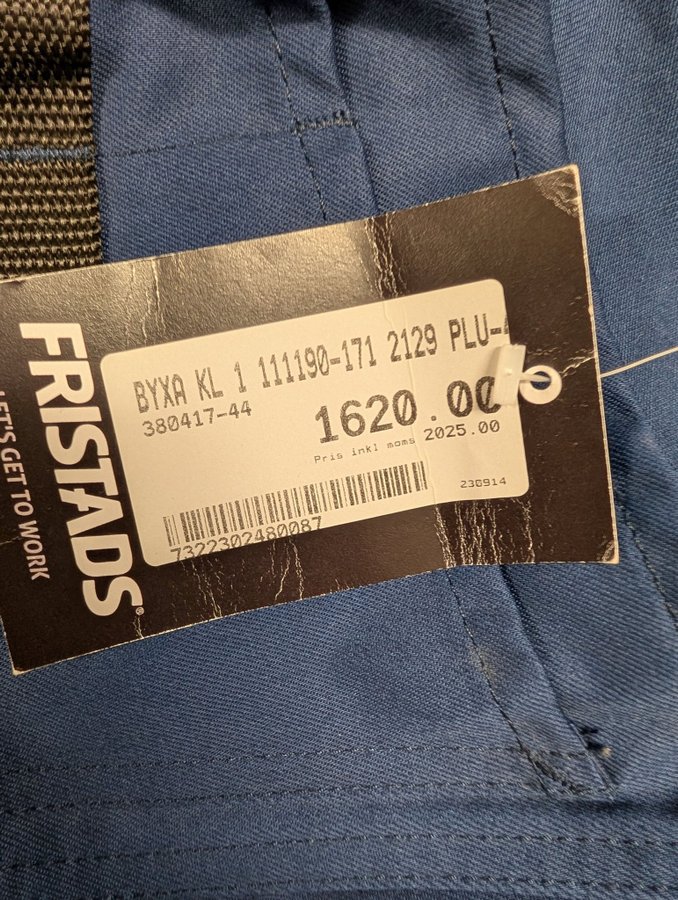 FRISTADS®
LET'S GET TO WORK
BYXA KL 1 111190-171 2129 PLU-
380417-44
1620.00
Pris inkl moms 2025.00
230914
7322302480087